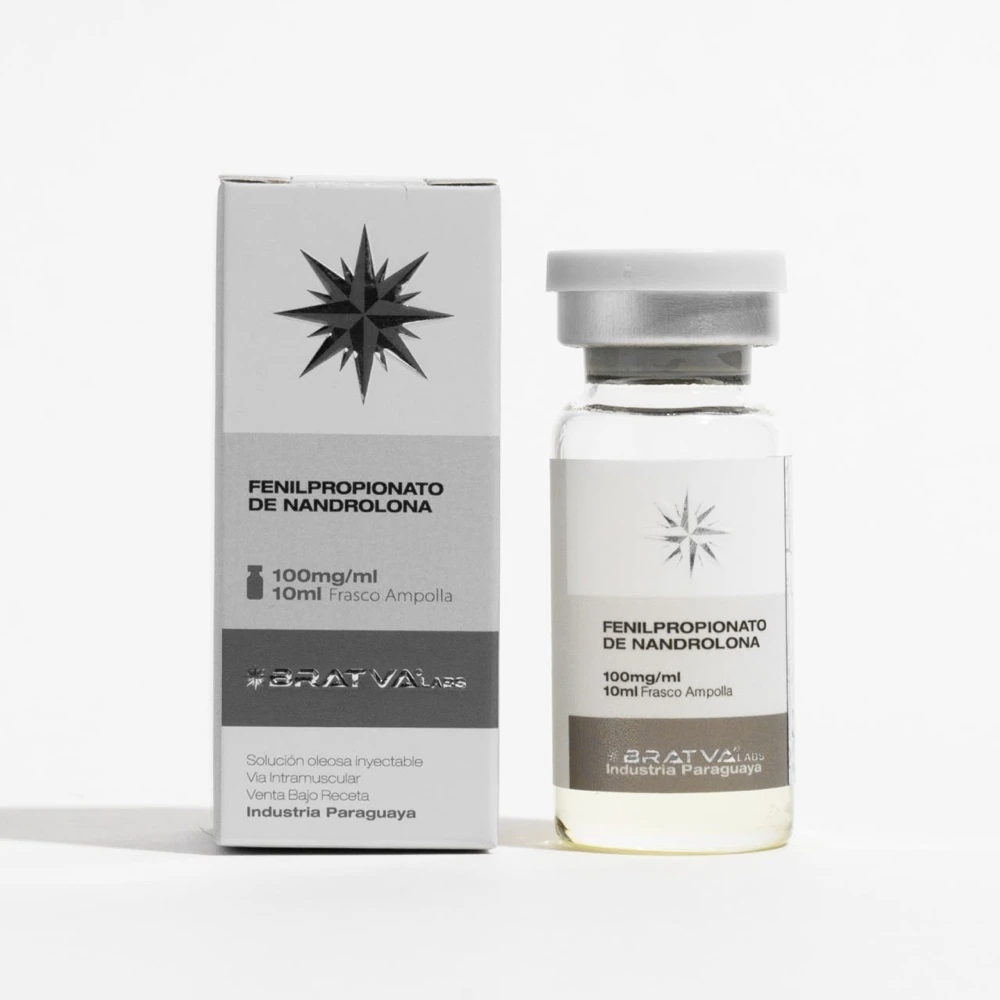 FENILPROPIONATO
DE NANDROLONA
100mg/ml
10ml Frasco Ampolla
BRATVA LABS
Solución oleosa inyectable
Via Intramuscular
Venta Bajo Receta
Industria Paraguaya
FENILPROPIONATO
DE NANDROLONA
100mg/ml
10ml Frasco Ampolla
BRATVA LABS
Industria Paraguaya